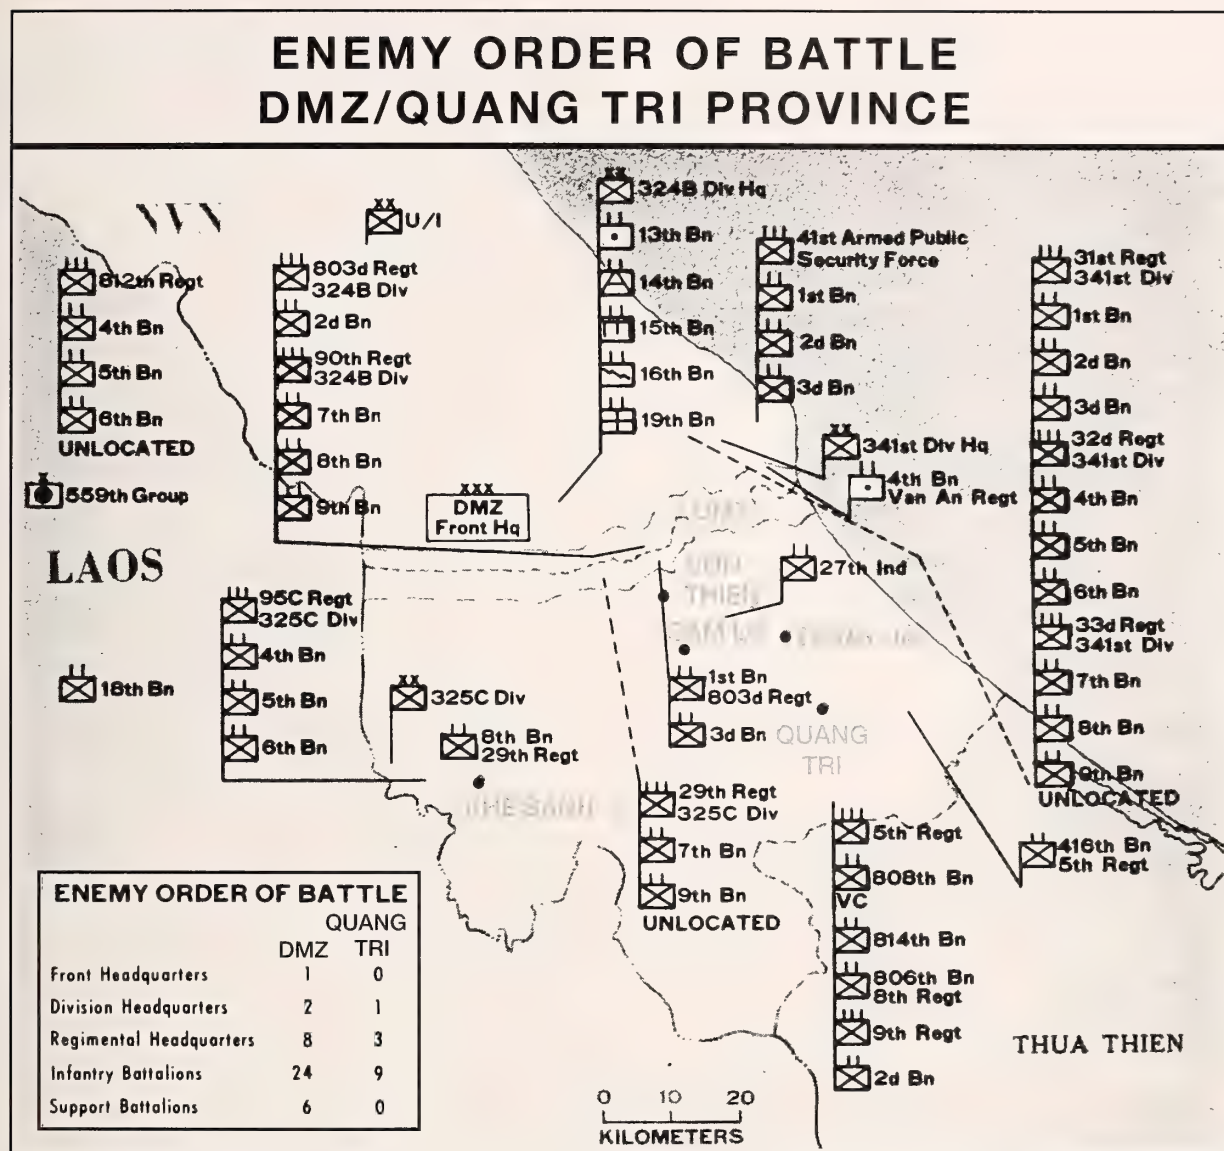 ENEMY ORDER OF BATTLE
DMZ/QUANG TRI PROVINCE
XX
U/I
812th Regt
4th Bn
5th Bn
6th Bn
UNLOCATED
559th Group
LAOS
18th Bn
803d Regt
324B Div
2d Bn
90th Regt
324B Div
7th Bn
8th Bn
9th Bn
XXX
DMZ
Front Hq
XX
324B Div Hq
13th Bn
14th Bn
15th Bn
16th Bn
19th Bn
41st Armed Public
Security Force
1st Bn
2d Bn
3d Bn
XX
341st Div Hq
4th Bn
Van An Regt
31st Regt
341st Div
1st Bn
2d Bn
3d Bn
32d Regt
341st Div
4th Bn
5th Bn
6th Bn
33d Regt
341st Div
7th Bn
8th Bn
9th Bn
UNLOCATED
27th Ind
CON
THIEN
95C Regt
325C Div
4th Bn
5th Bn
6th Bn
XX
325C Div
8th Bn
29th Regt
KHE SANH
1st Bn
803d Regt
3d Bn
QUANG
TRI
29th Regt
325C Div
7th Bn
9th Bn
UNLOCATED
5th Regt
808th Bn
VC
814th Bn
806th Bn
8th Regt
9th Regt
2d Bn
416th Bn
5th Regt
THUA THIEN
ENEMY ORDER OF BATTLE
DMZ QUANG TRI
Front Headquarters 1 0
Division Headquarters 2 1
Regimental Headquarters 8 3
Infantry Battalions 24 9
Support Battalions 6 0
0 10 20
KILOMETERS